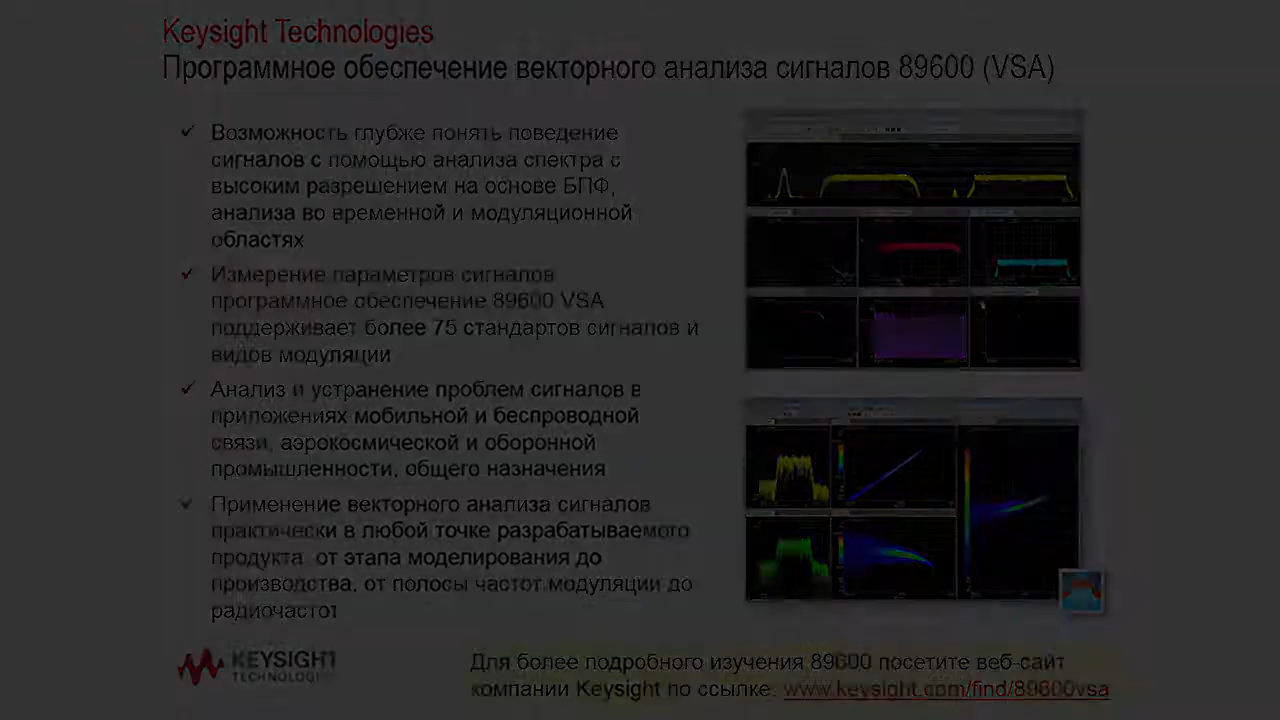 Keysight Technologies
Программное обеспечение векторного анализа сигналов 89600 (VSA)
✓ Возможность глубже понять поведение
сигналов с помощью анализа спектра с
высоким разрешением на основе БПФ,
анализа во временной и модуляционной
областях
✓ Измерение параметров сигналов
программное обеспечение 89600 VSA
поддерживает более 75 стандартов сигналов и
видов модуляции
✓ Анализ и устранение проблем сигналов в
приложениях мобильной и беспроводной
связи, аэрокосмической и оборонной
промышленности, общего назначения
✓ Применение векторного анализа сигналов
практически в любой точке разрабатываемого
продукта от этапа моделирования до
производства, от полосы частот модуляции до
радиочастот
KEYSIGHT
TECHNOLOGIES
Для более подробного изучения 89600 посетите веб-сайт
компании Keysight по ссылке: www.keysight.com/find/89600vsa